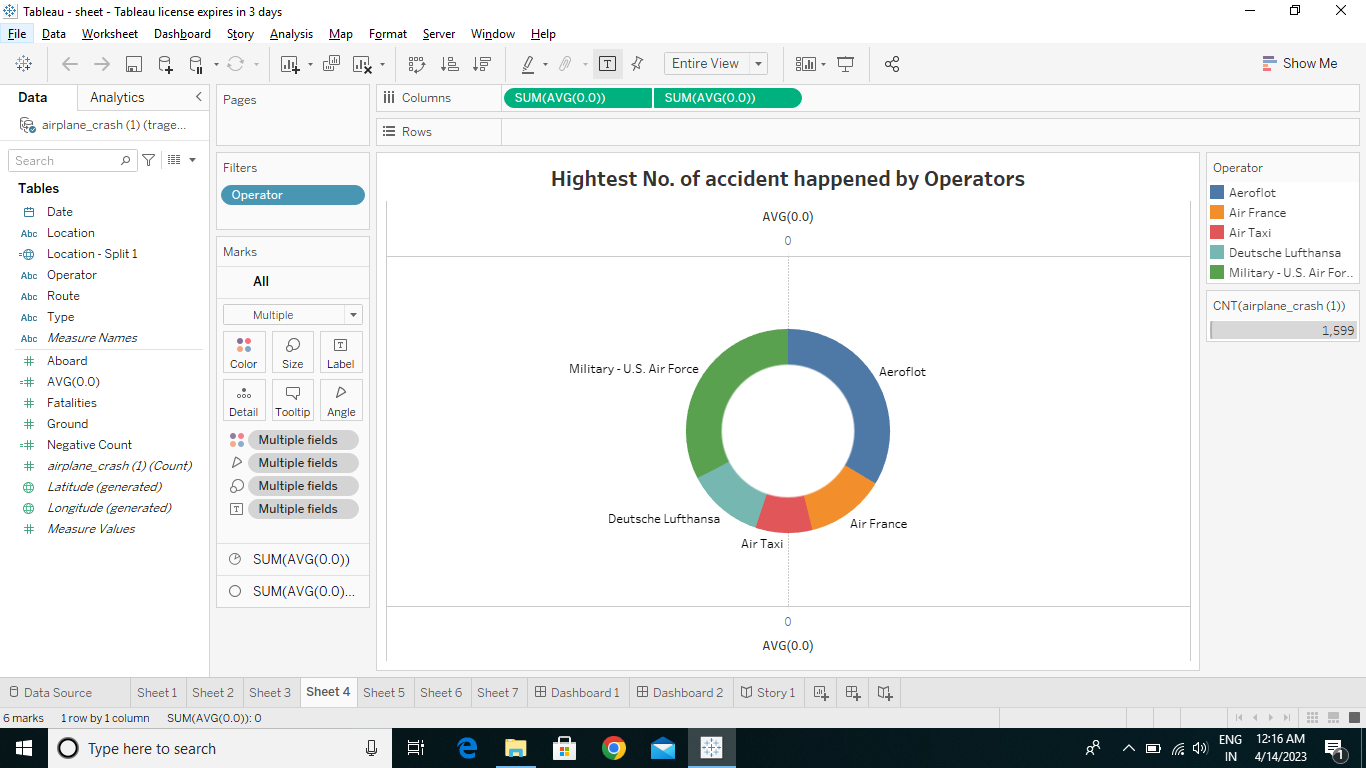 Tableau - sheet - Tableau license expires in 3 days
File Data Worksheet Dashboard Story Analysis Map Format Server Window Help
Entire View
Show Me
Data Analytics
airplane_crash (1) (trage...
Search
Tables
Date
Abc Location
Location - Split 1
Abc Operator
Abc Route
Abc Type
Abc Measure Names
Aboard
AVG(0.0)
Fatalities
Ground
Negative Count
airplane_crash (1) (Count)
Latitude (generated)
Longitude (generated)
Measure Values
Pages
Filters
Operator
Marks
All
Multiple
Color Size Label
Detail Tooltip Angle
Multiple fields
Multiple fields
Multiple fields
Multiple fields
SUM(AVG(0.0))
SUM(AVG(0.0)...
Columns SUM(AVG(0.0)) SUM(AVG(0.0))
Rows
Hightest No. of accident happened by Operators
AVG(0.0)
0
Military - U.S. Air Force
Aeroflot
Deutsche Lufthansa
Air France
Air Taxi
0
AVG(0.0)
Operator
Aeroflot
Air France
Air Taxi
Deutsche Lufthansa
Military - U.S. Air For..
CNT(airplane_crash (1))
1,599
Data Source Sheet 1 Sheet 2 Sheet 3 Sheet 4 Sheet 5 Sheet 6 Sheet 7 Dashboard 1 Dashboard 2 Story 1
6 marks 1 row by 1 column SUM(AVG(0.0)): 0
Type here to search
ENG
IN
12:16 AM
4/14/2023
1